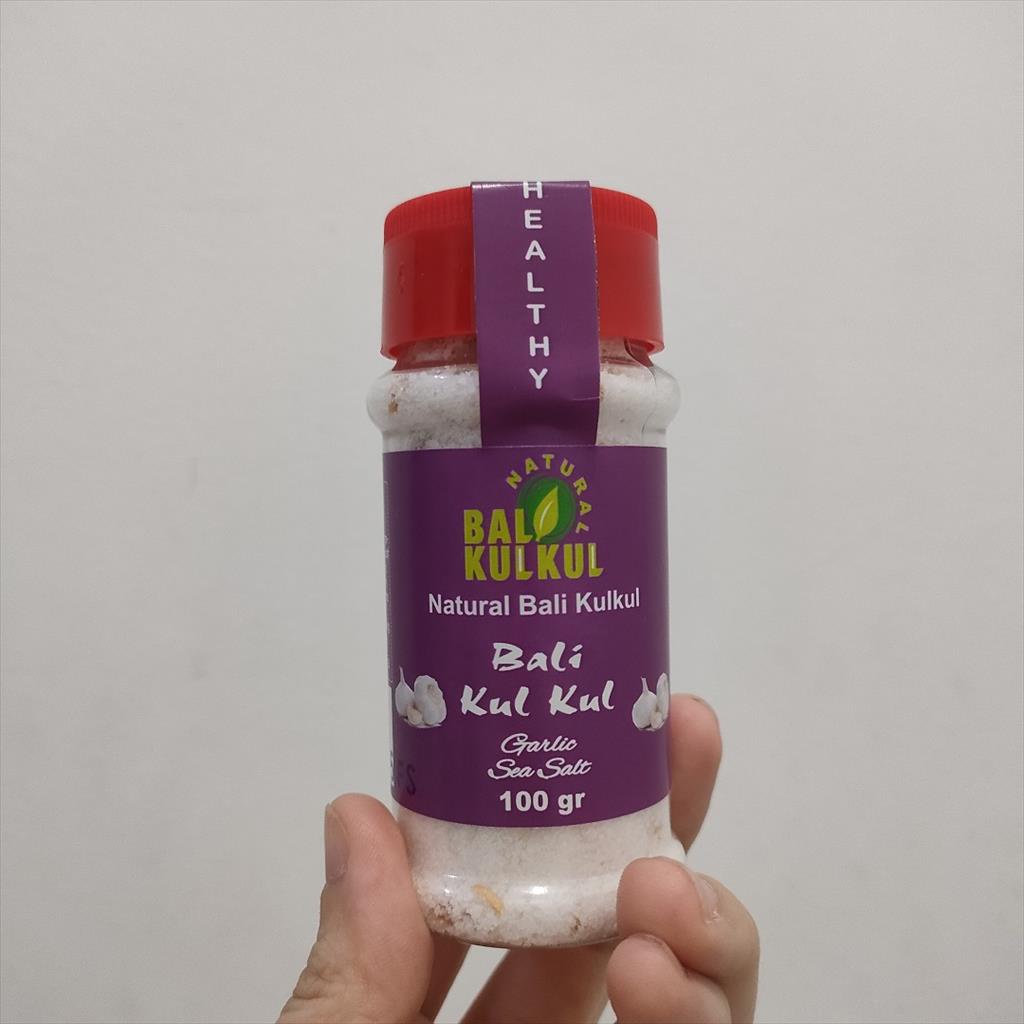 HEALTHY
NATURAL
BALI
KULKUL
Natural Bali Kulkul
Bali
Kul Kul
Garlic
Sea Salt
100 gr